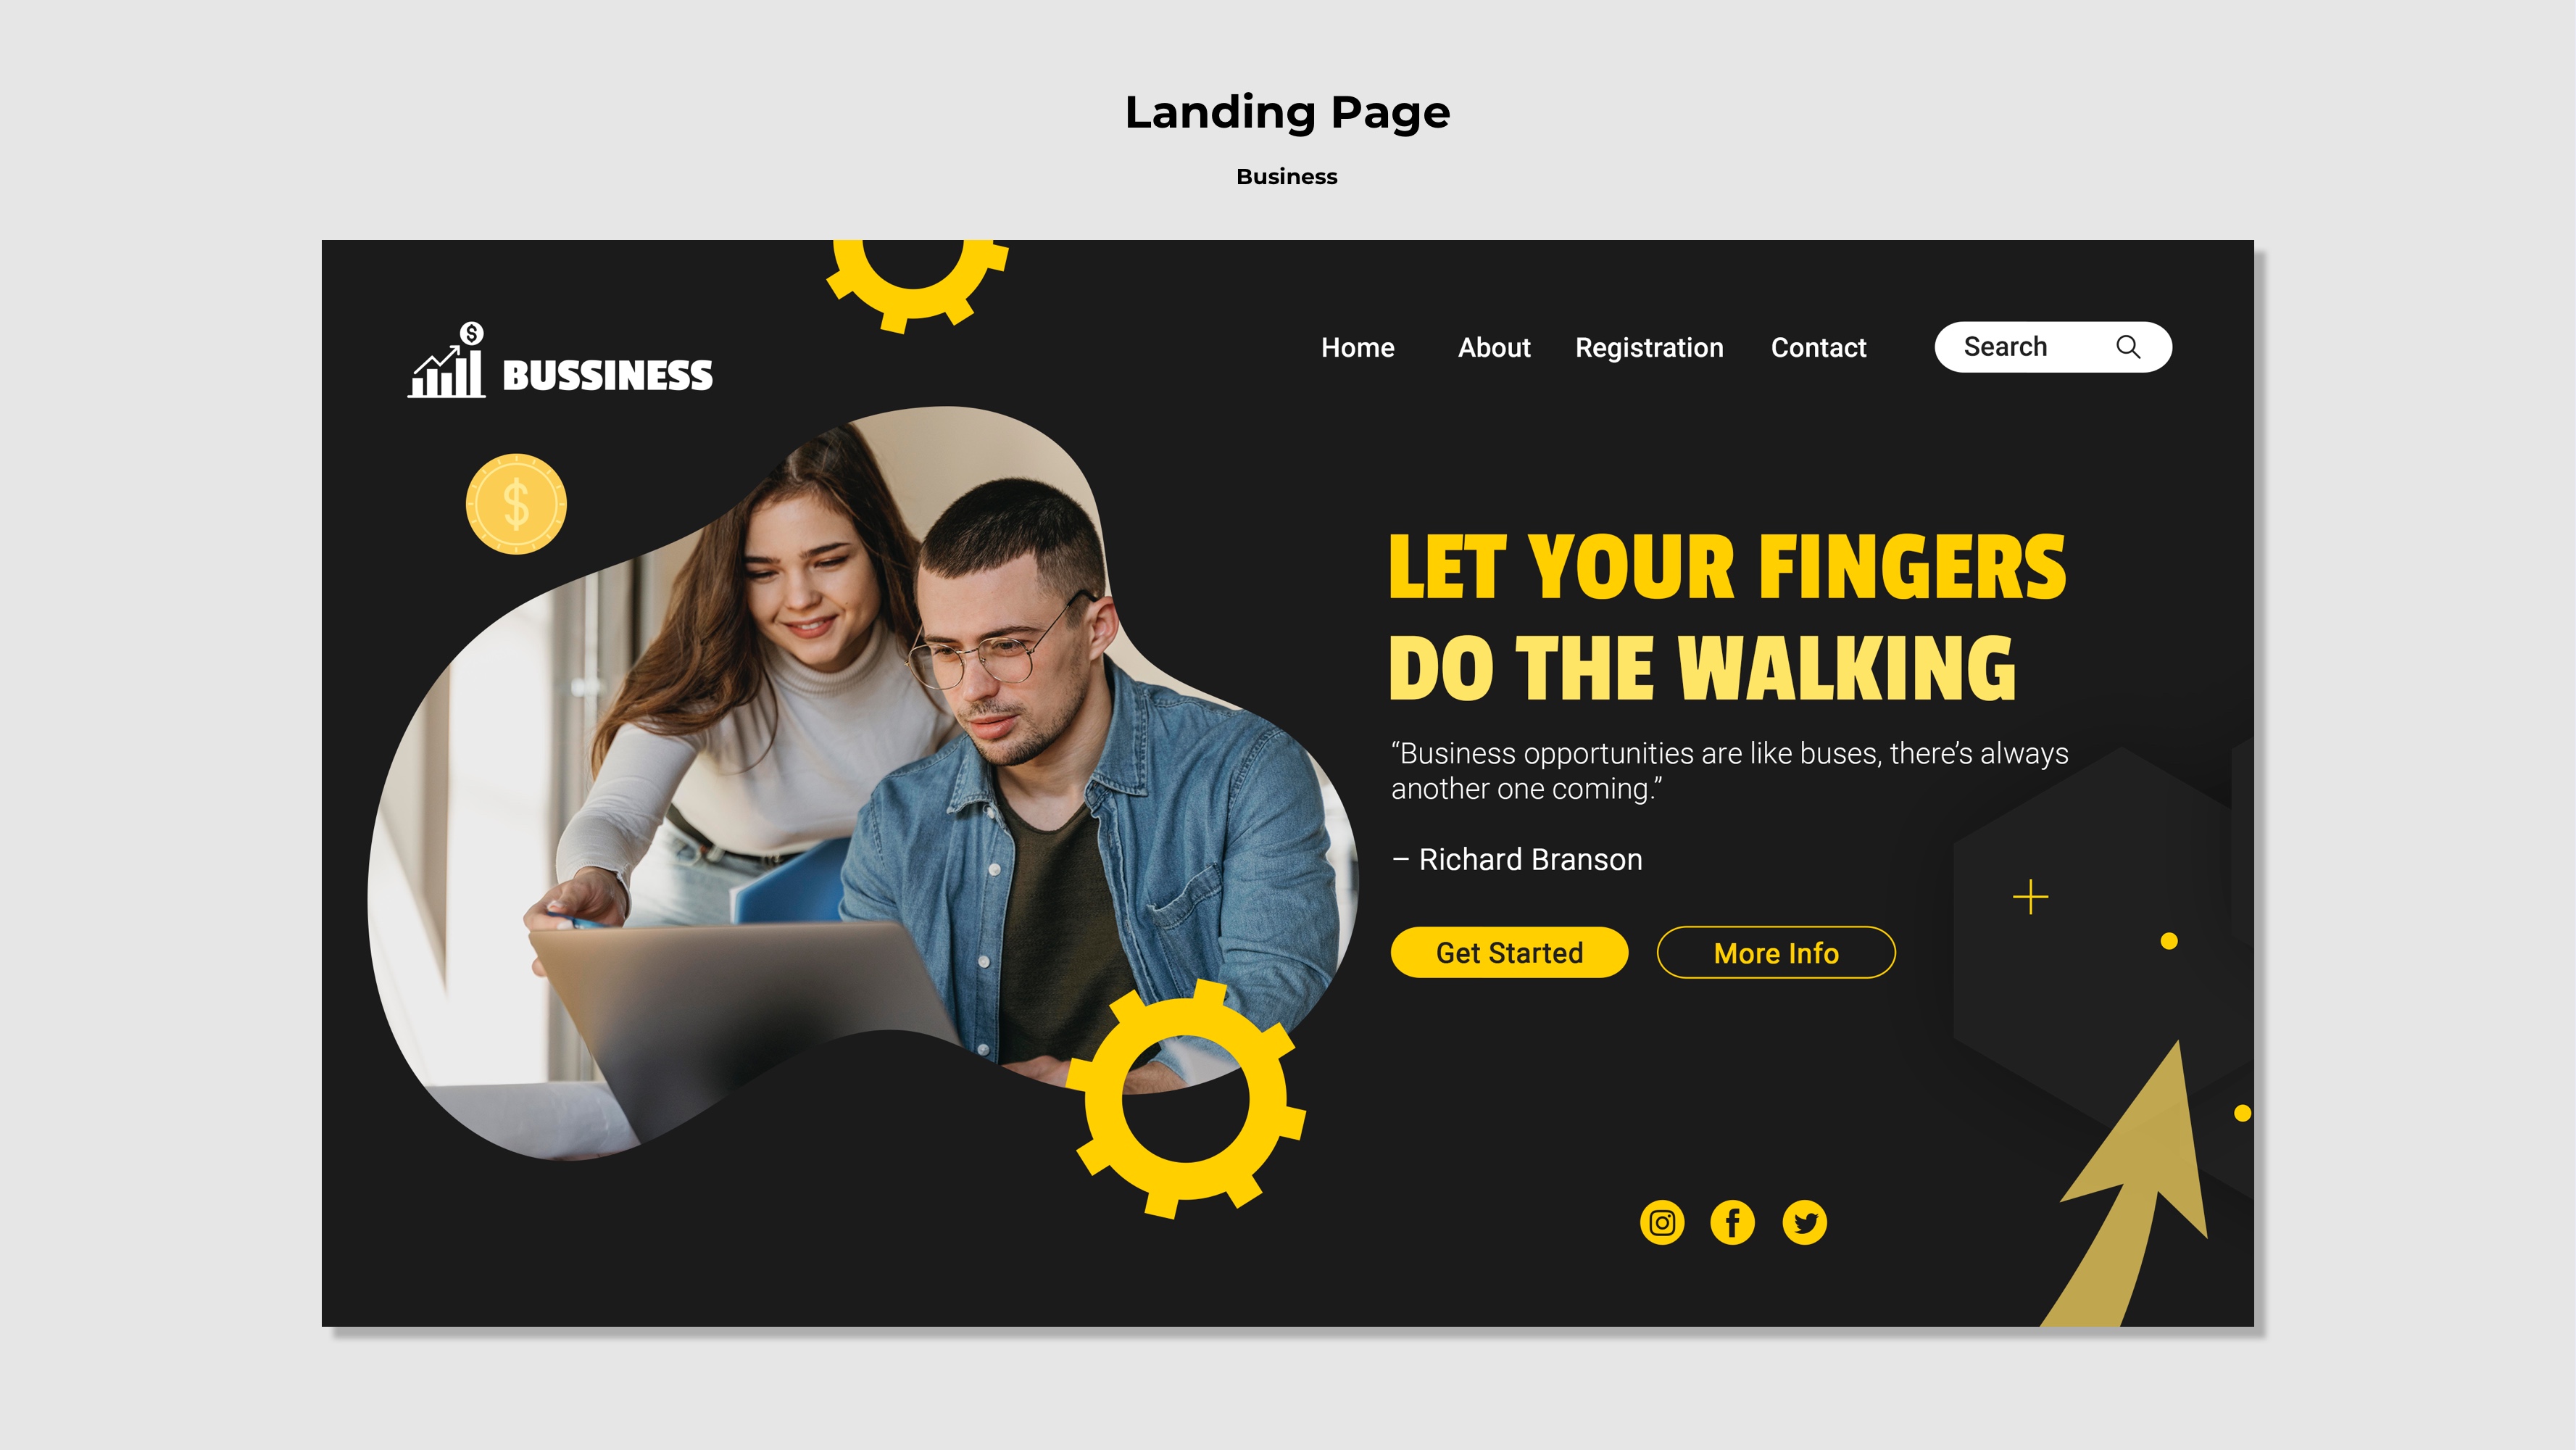 Landing Page
Business
$
BUSSINESS
Home About Registration Contact Search
$
LET YOUR FINGERS
DO THE WALKING
“Business opportunities are like buses, there’s always
another one coming.”
– Richard Branson
Get Started More Info